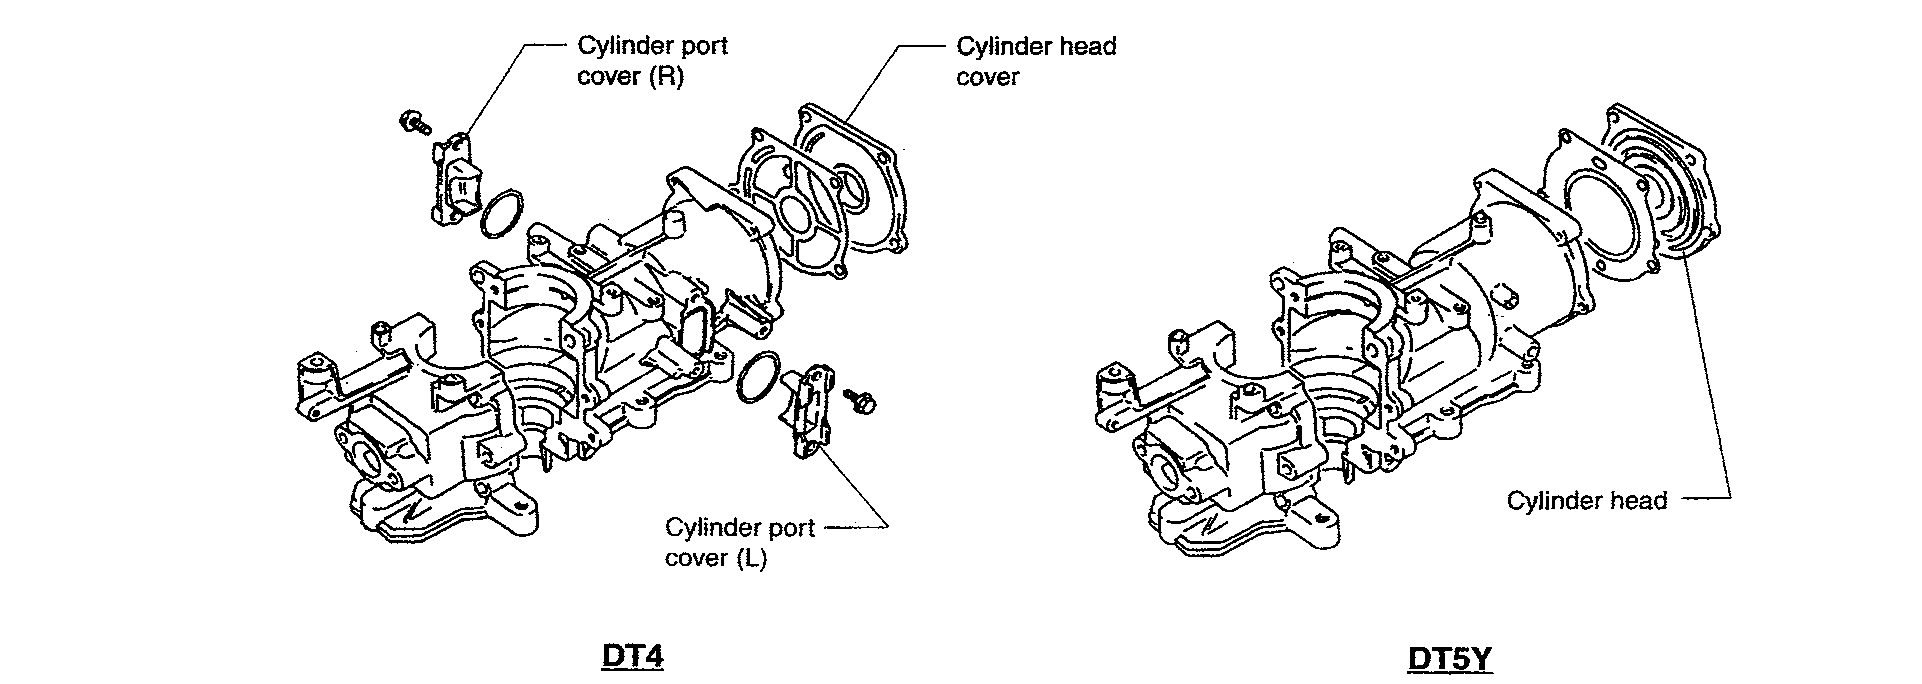 Cylinder port
cover (R)
Cylinder head
cover
Cylinder port
cover (L)
Cylinder head
DT4
DT5Y